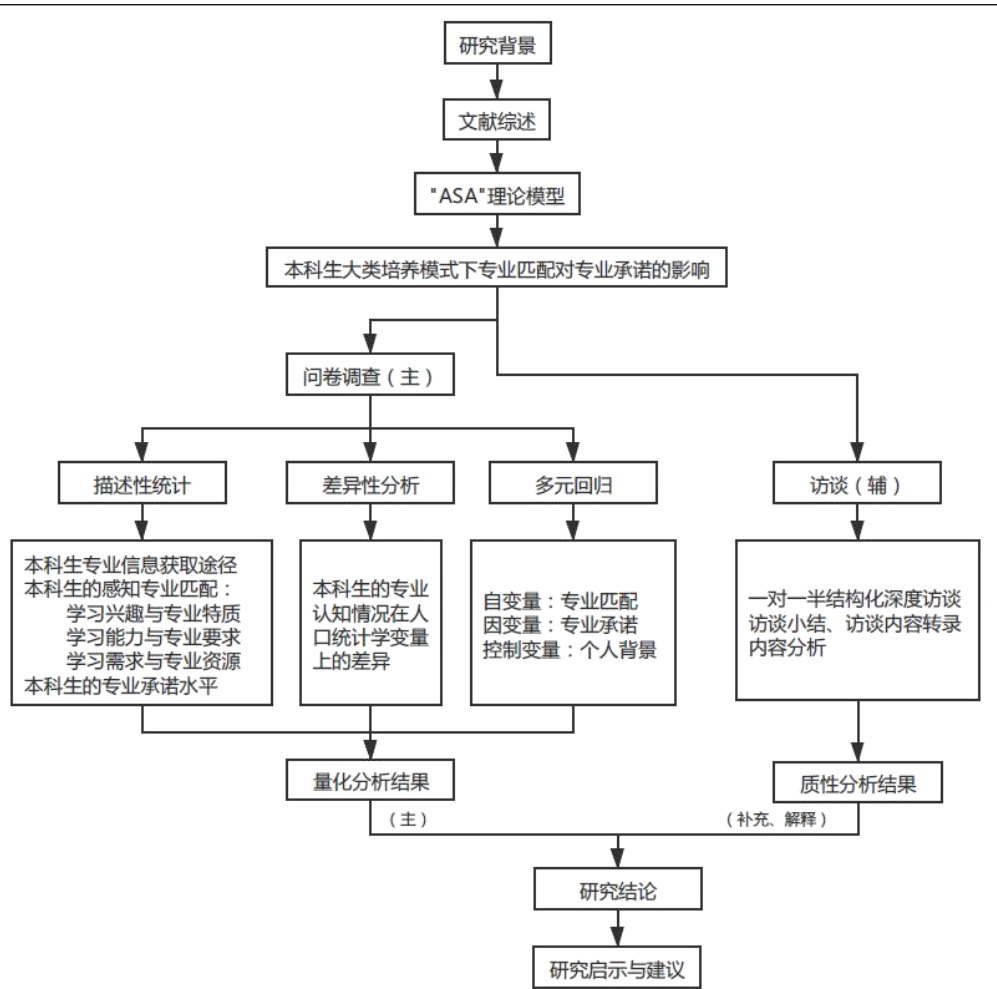 研究背景
文献综述
"ASA"理论模型
本科生大类培养模式下专业匹配对专业承诺的影响
问卷调查（主）
描述性统计
差异性分析
多元回归
访谈（辅）
本科生专业信息获取途径
本科生的感知专业匹配：
学习兴趣与专业特质
学习能力与专业要求
学习需求与专业资源
本科生的专业承诺水平
本科生的专业
认知情况在人
口统计学变量
上的差异
自变量：专业匹配
因变量：专业承诺
控制变量：个人背景
一对一半结构化深度访谈
访谈小结、访谈内容转录
内容分析
量化分析结果
质性分析结果
（主）
（补充、解释）
研究结论
研究启示与建议